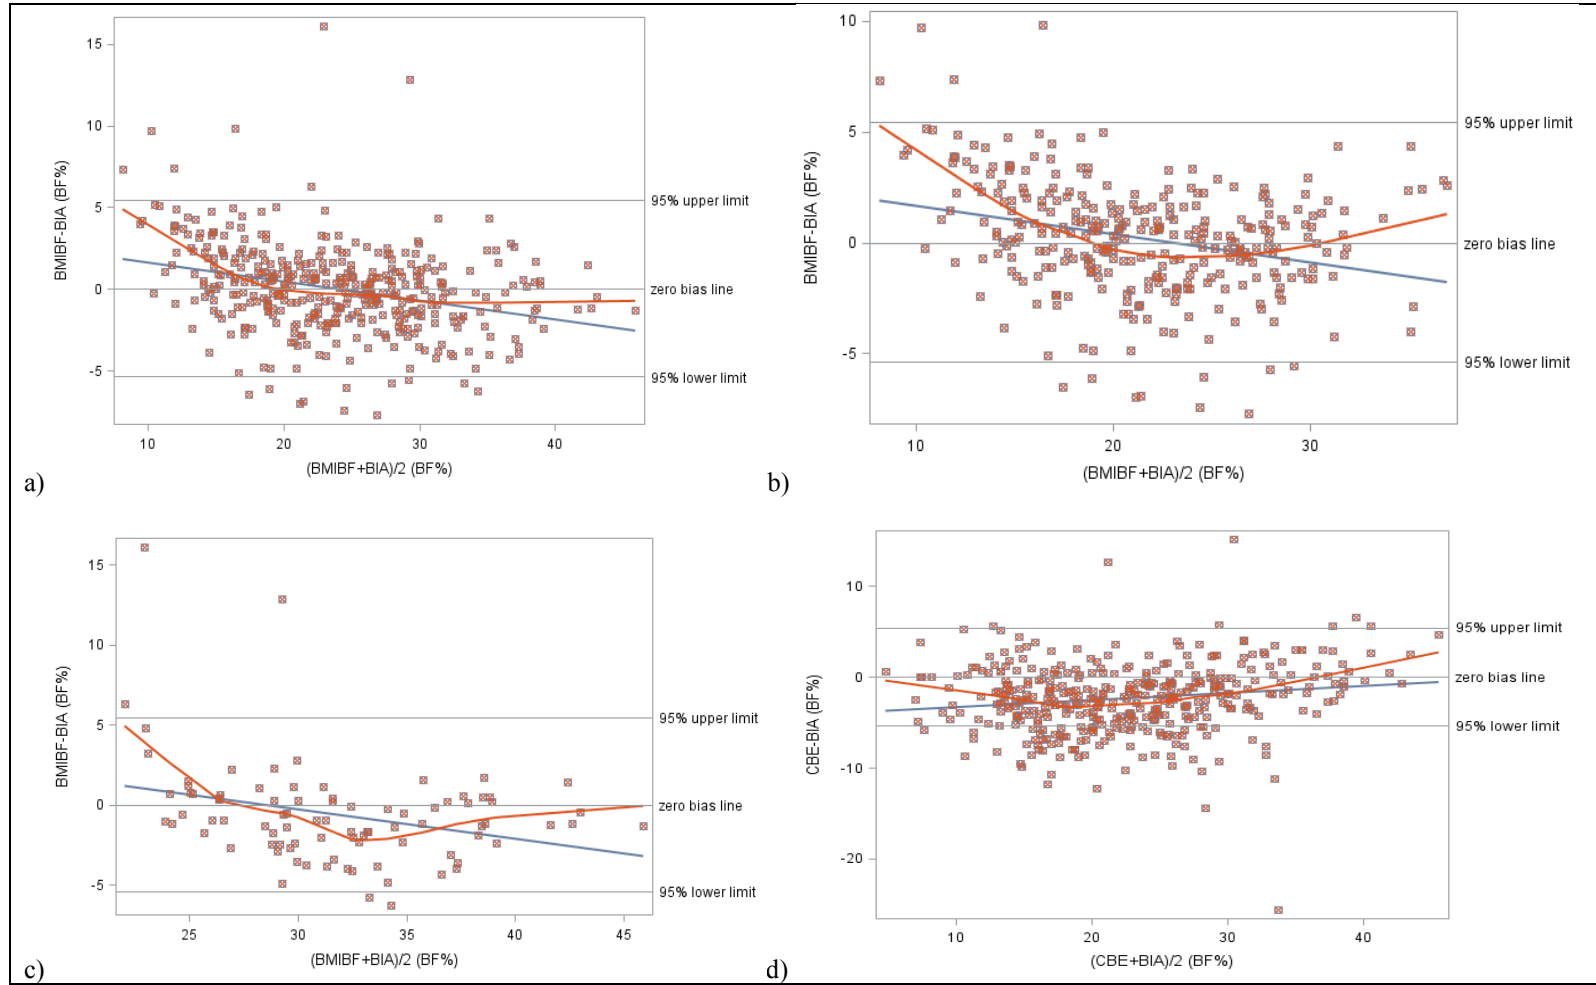 15
10
5
0
-5
BMIBF-BIA (BF%)
95% upper limit
zero bias line
95% lower limit
10 20 30 40
(BMIBF+BIA)/2 (BF%)
a)
10
5
0
-5
BMIBF-BIA (BF%)
95% upper limit
zero bias line
95% lower limit
10 20 30
(BMIBF+BIA)/2 (BF%)
b)
15
10
5
0
-5
BMIBF-BIA (BF%)
95% upper limit
zero bias line
95% lower limit
25 30 35 40 45
(BMIBF+BIA)/2 (BF%)
c)
10
0
-10
-20
CBE-BIA (BF%)
95% upper limit
zero bias line
95% lower limit
10 20 30 40
(CBE+BIA)/2 (BF%)
d)